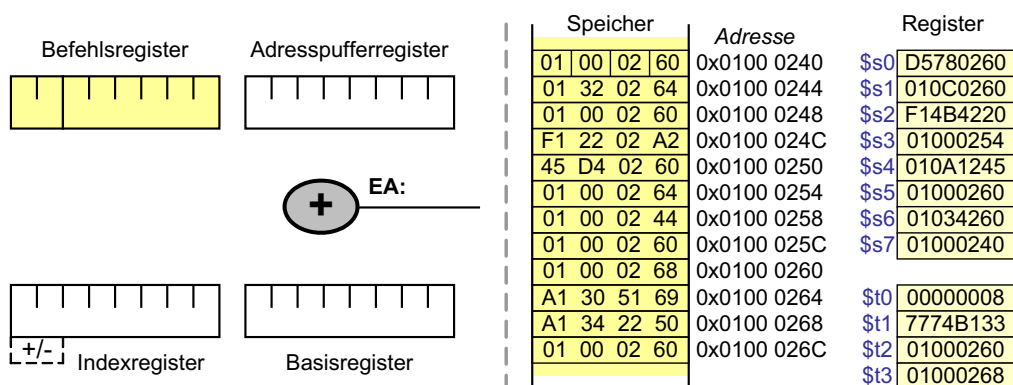 Speicher
Register
Adresse
Befehlsregister
Adresspufferregister
01 00 02 60 0x0100 0240 $s0 D5780260
01 32 02 64 0x0100 0244 $s1 010C0260
01 00 02 60 0x0100 0248 $s2 F14B4220
F1 22 02 A2 0x0100 024C $s3 01000254
45 D4 02 60 0x0100 0250 $s4 010A1245
01 00 02 64 0x0100 0254 $s5 01000260
01 00 02 44 0x0100 0258 $s6 01034260
01 00 02 60 0x0100 025C $s7 01000240
01 00 02 68 0x0100 0260
A1 30 51 69 0x0100 0264 $t0 00000008
A1 34 22 50 0x0100 0268 $t1 7774B133
01 00 02 60 0x0100 026C $t2 01000260
$t3 01000268
EA:
+
+/-
Indexregister
Basisregister